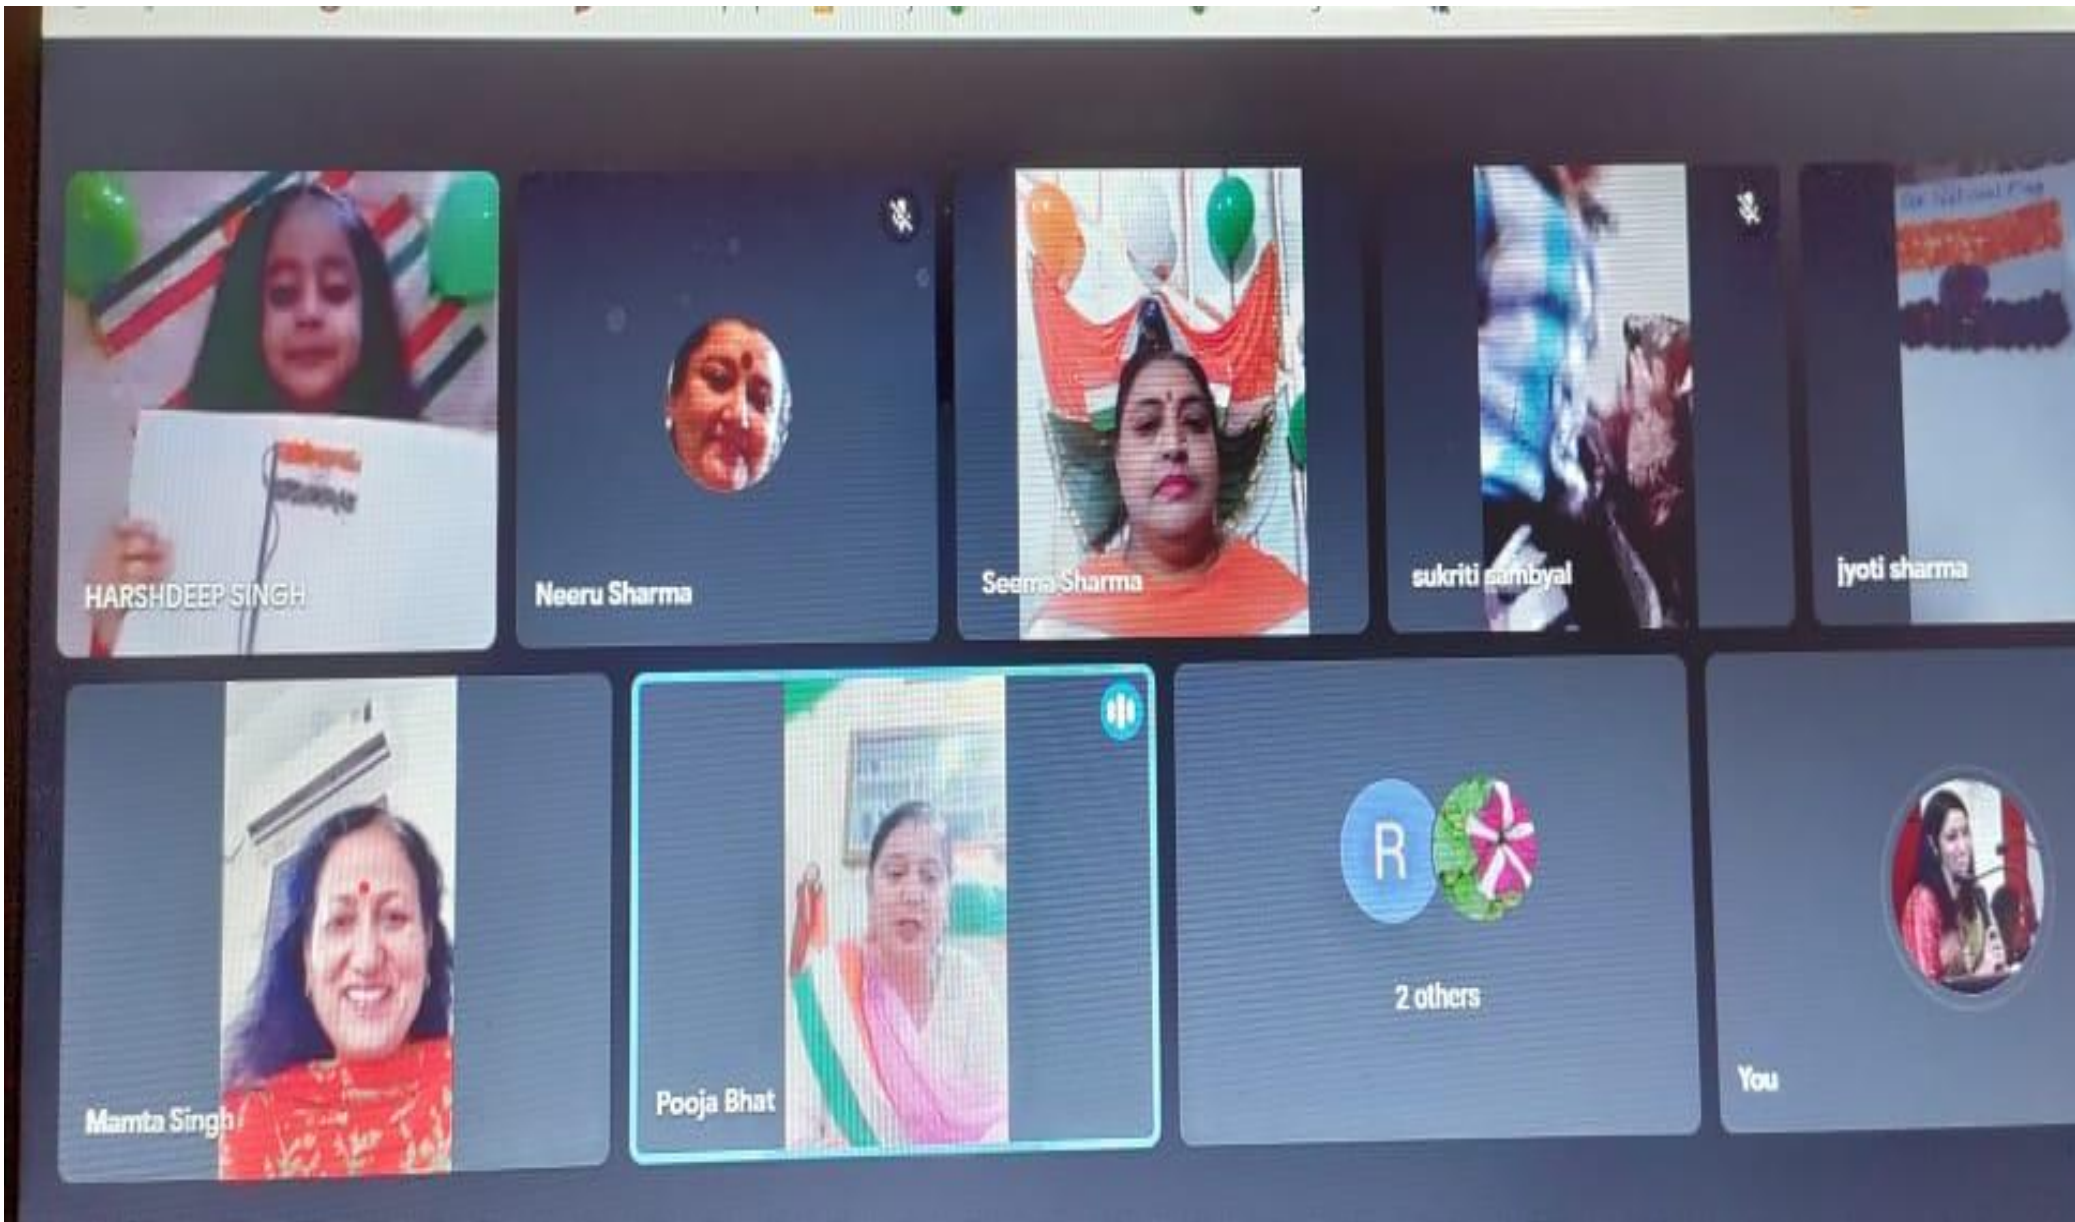 HARSHDEEP SINGH
Neeru Sharma
Seema Sharma
sukriti sambyal
jyoti sharma
Mamta Singh
Pooja Bhat
R
2 others
You